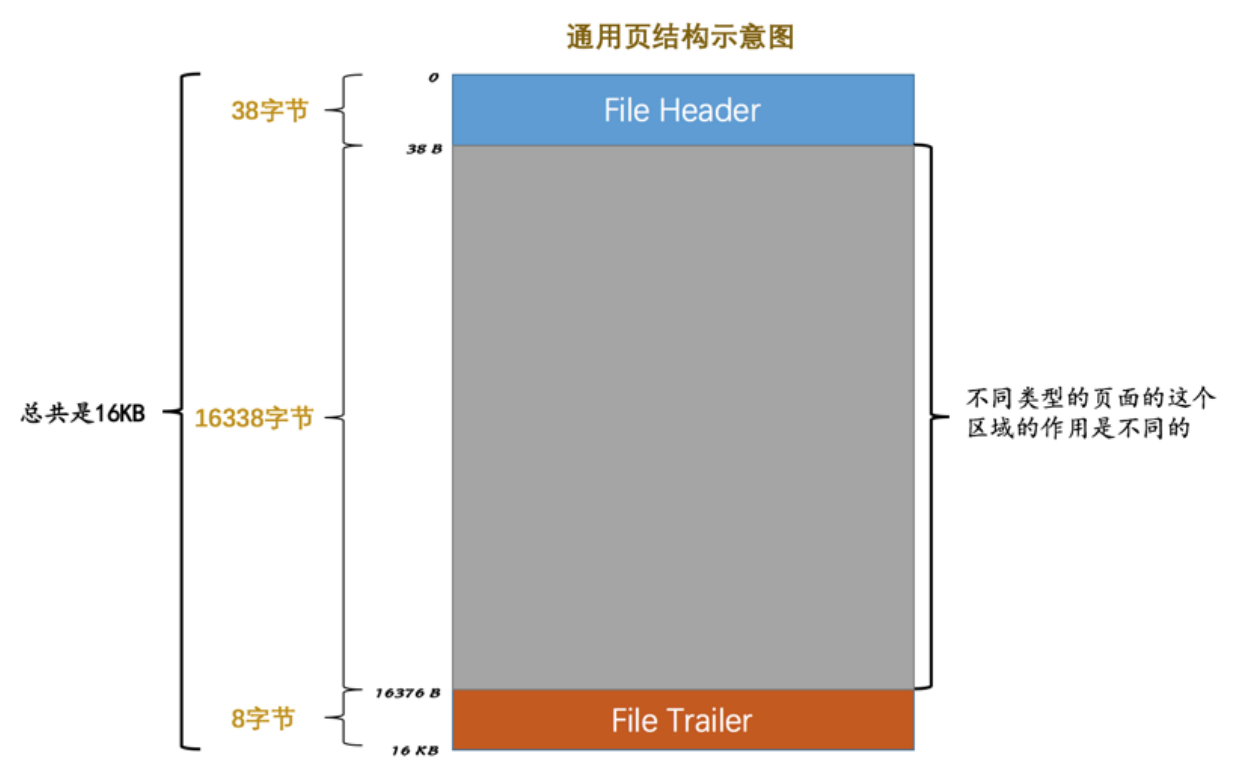 通用页结构示意图
0
38字节
File Header
38 B
总共是16KB
16338字节
不同类型的页面的这个
区域的作用是不同的
16376 B
8字节
File Trailer
16 KB